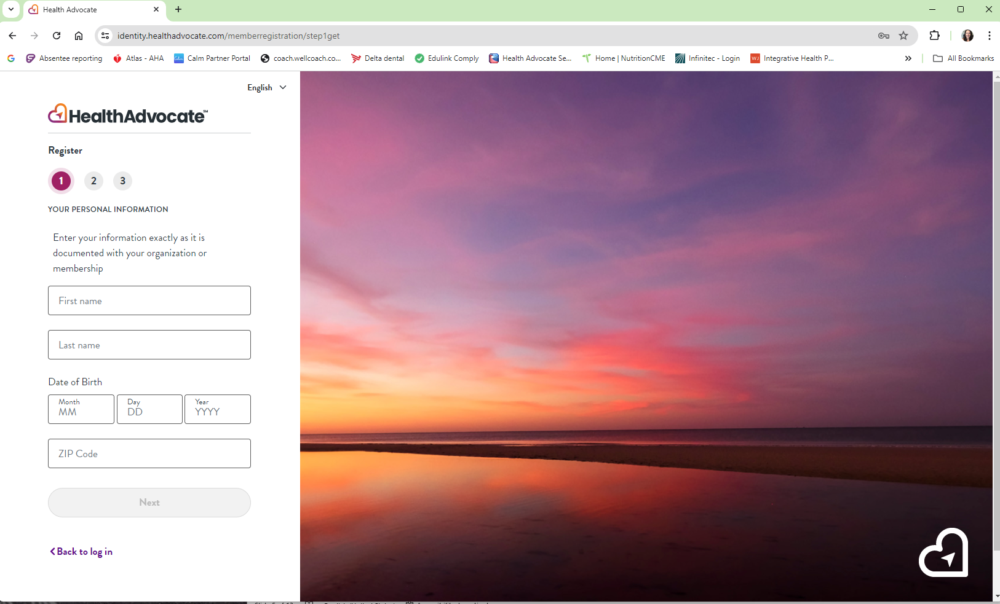 Health Advocate
identity.healthadvocate.com/memberregistration/step1get
Absentee reporting
Atlas - AHA
Calm Partner Portal
coach.wellcoach.co...
Delta dental
Edulink Comply
Health Advocate Se...
Home | NutritionCME
Infinitec - Login
Integrative Health P...
All Bookmarks
English
HealthAdvocate℠
Register
1 2 3
YOUR PERSONAL INFORMATION
Enter your information exactly as it is
documented with your organization or
membership
First name
Last name
Date of Birth
Month Day Year
MM DD YYYY
ZIP Code
Next
Back to log in